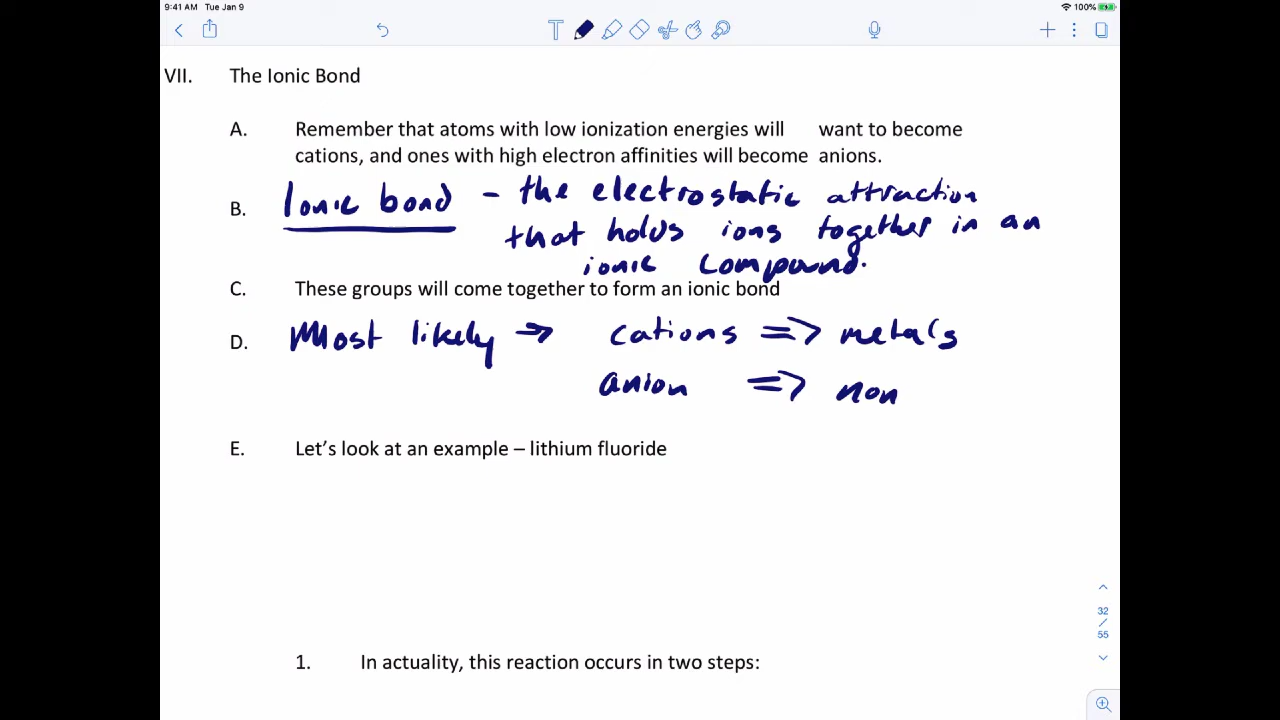 9:41 AM Tue Jan 9
100%
VII. The Ionic Bond
A. Remember that atoms with low ionization energies will want to become
cations, and ones with high electron affinities will become anions.
B. Ionic bond - the electrostatic attraction
that holds ions together in an
ionic compound.
C. These groups will come together to form an ionic bond
D. Most likely → cations => metals
anion => non
E. Let's look at an example – lithium fluoride
32
/
55
1. In actuality, this reaction occurs in two steps: